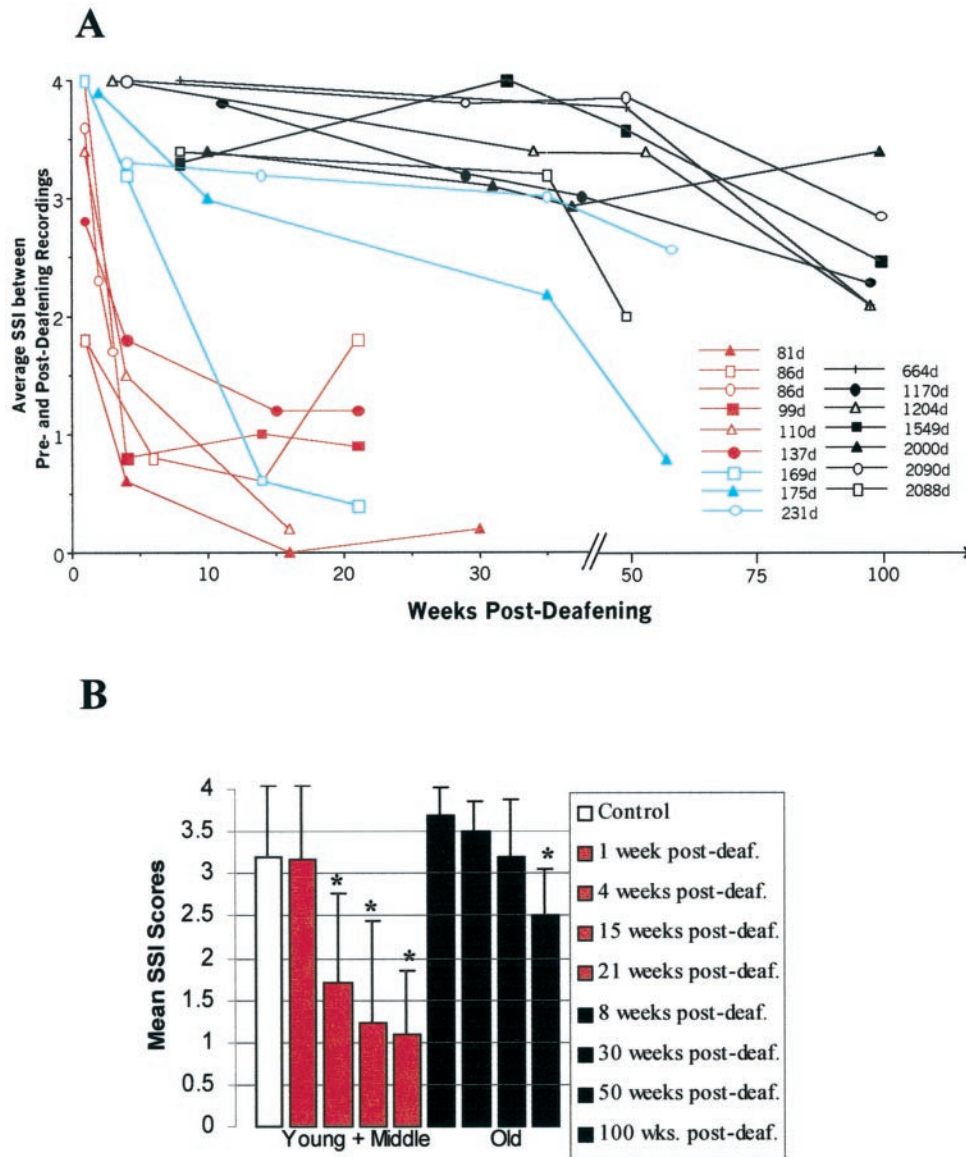 A
Average SSI between
Pre- and Post-Deafening Recordings
4
3
2
1
0
0
10
20
30
50
75
100
Weeks Post-Deafening
81d
86d
86d
99d
110d
137d
169d
175d
231d
664d
1170d
1204d
1549d
2000d
2090d
2088d
B
Mean SSI Scores
4
3.5
3
2.5
2
1.5
1
0.5
0
*
*
*
*
Young + Middle
Old
Control
1 week post-deaf.
4 weeks post-deaf.
15 weeks post-deaf.
21 weeks post-deaf.
8 weeks post-deaf.
30 weeks post-deaf.
50 weeks post-deaf.
100 wks. post-deaf.